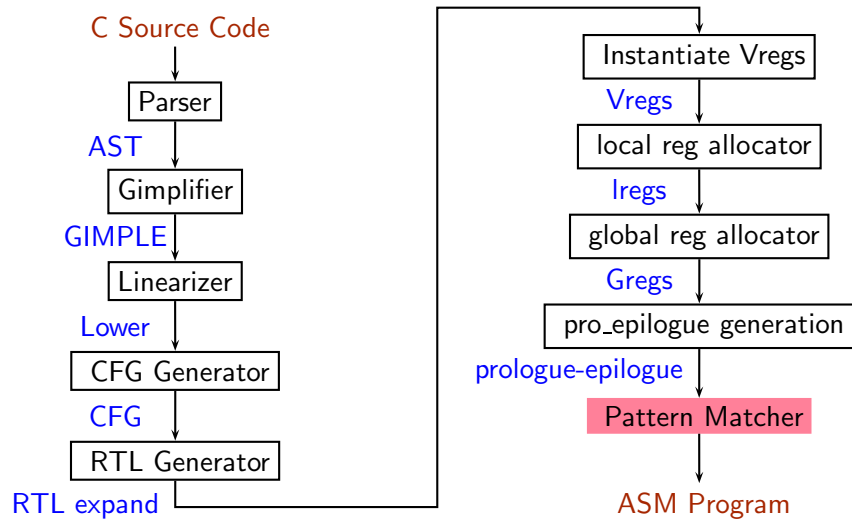 C Source Code
Parser
AST
Gimplifier
GIMPLE
Linearizer
Lower
CFG Generator
CFG
RTL Generator
RTL expand
Instantiate Vregs
Vregs
local reg allocator
lregs
global reg allocator
Gregs
pro_epilogue generation
prologue-epilogue
Pattern Matcher
ASM Program